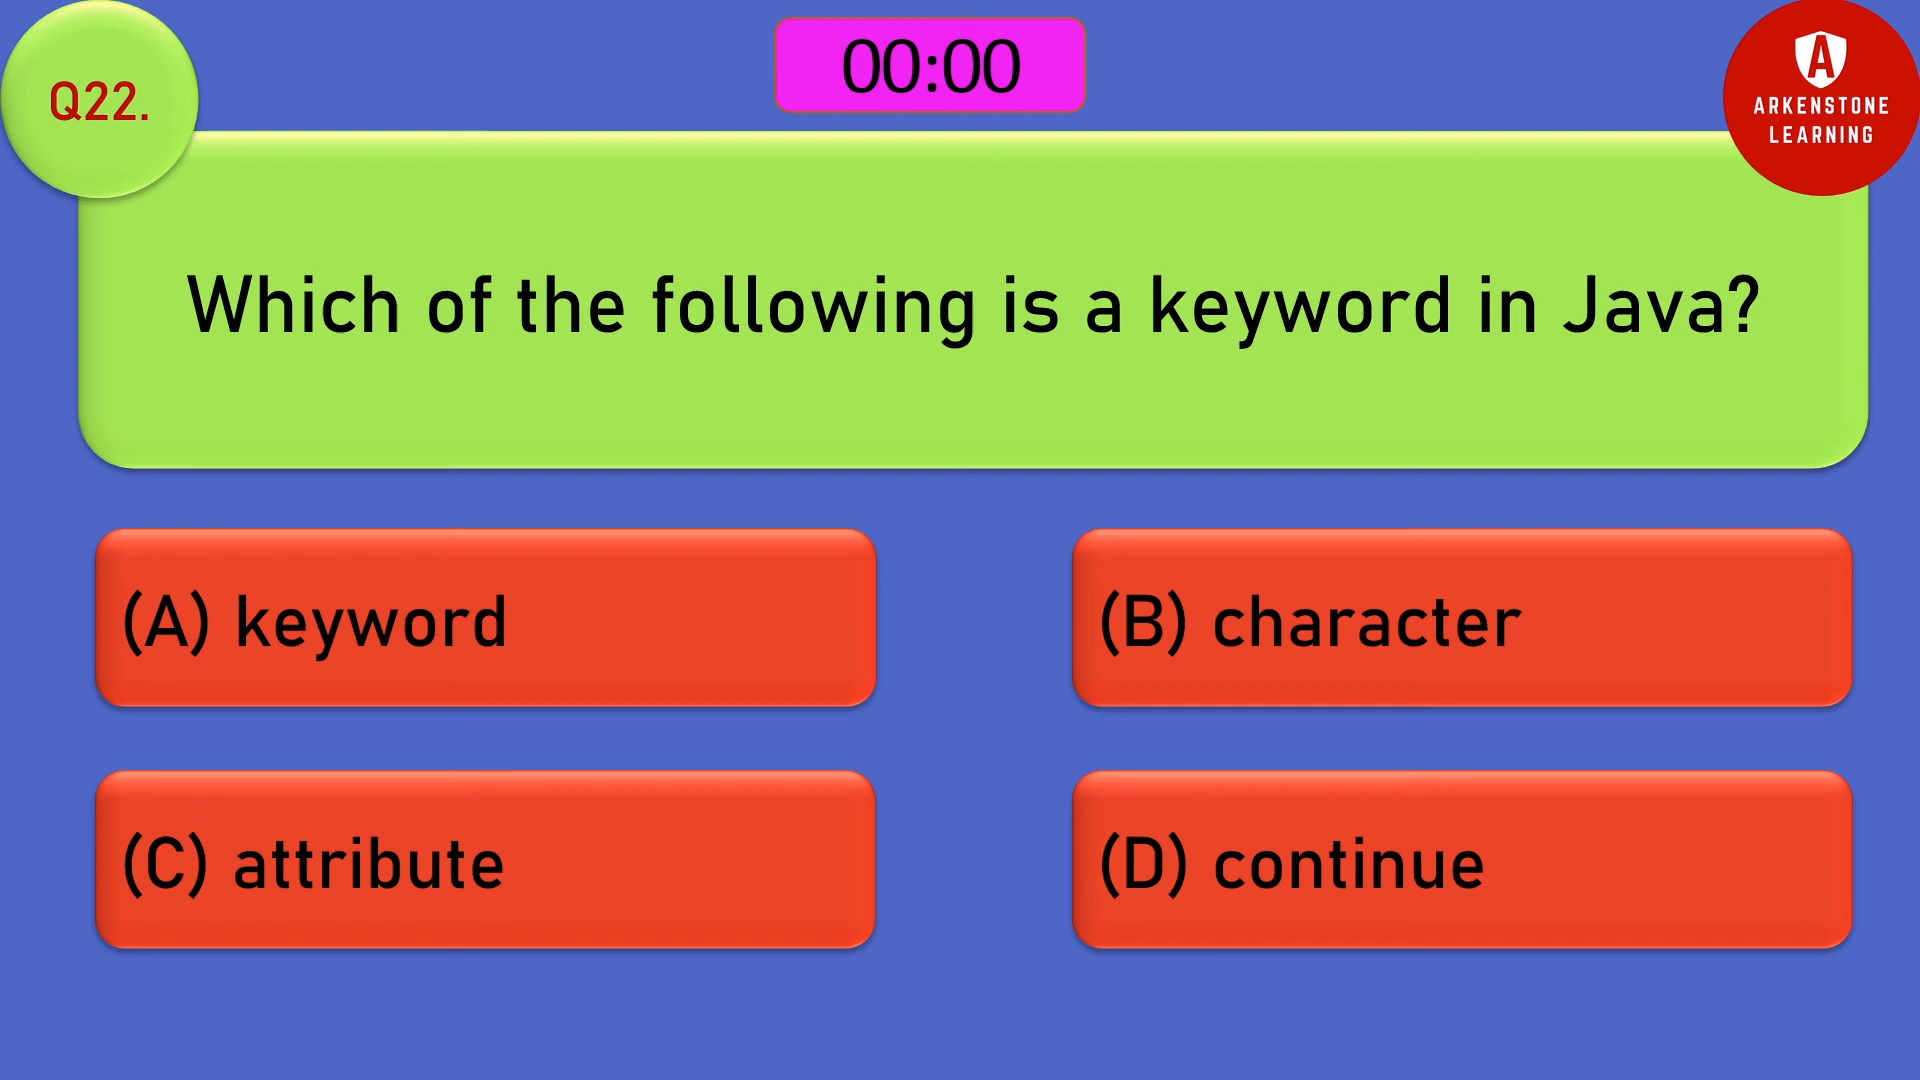 Q22.
00:00
A
ARKENSTONE
LEARNING
Which of the following is a keyword in Java?
(A) keyword
(B) character
(C) attribute
(D) continue